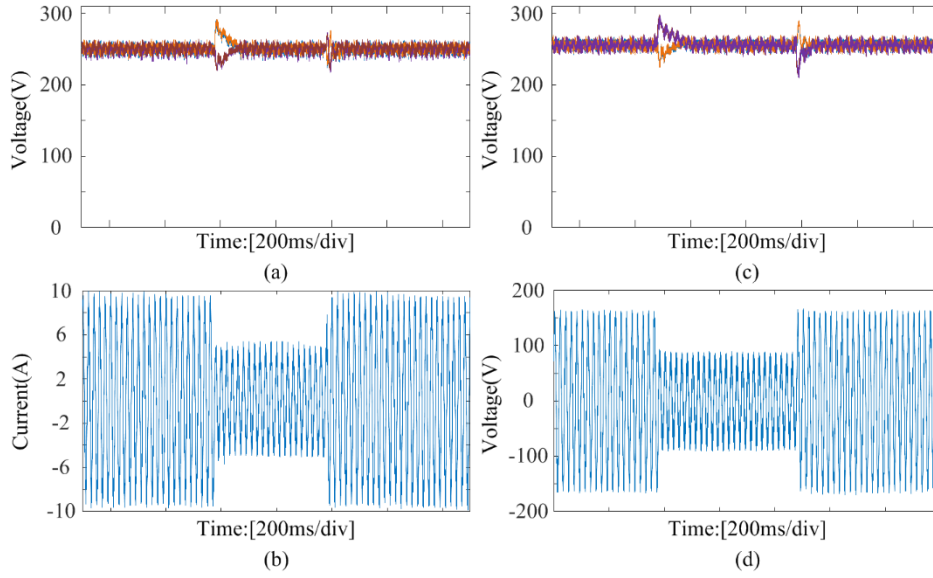 300
200
100
0
Voltage(V)
Time:[200ms/div]
(a)
300
200
100
0
Voltage(V)
Time:[200ms/div]
(c)
10
6
2
-2
-6
-10
Current(A)
Time:[200ms/div]
(b)
200
100
0
-100
-200
Voltage(V)
Time:[200ms/div]
(d)